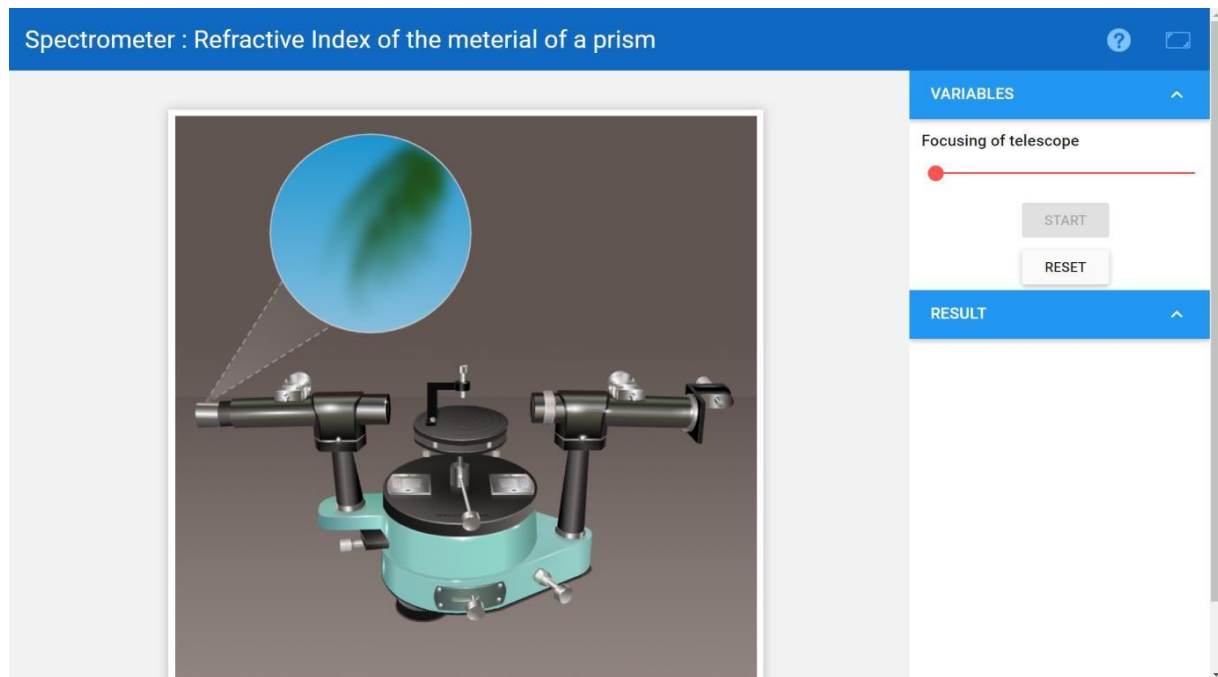 Spectrometer : Refractive Index of the meterial of a prism
?
VARIABLES
Focusing of telescope
START
RESET
RESULT